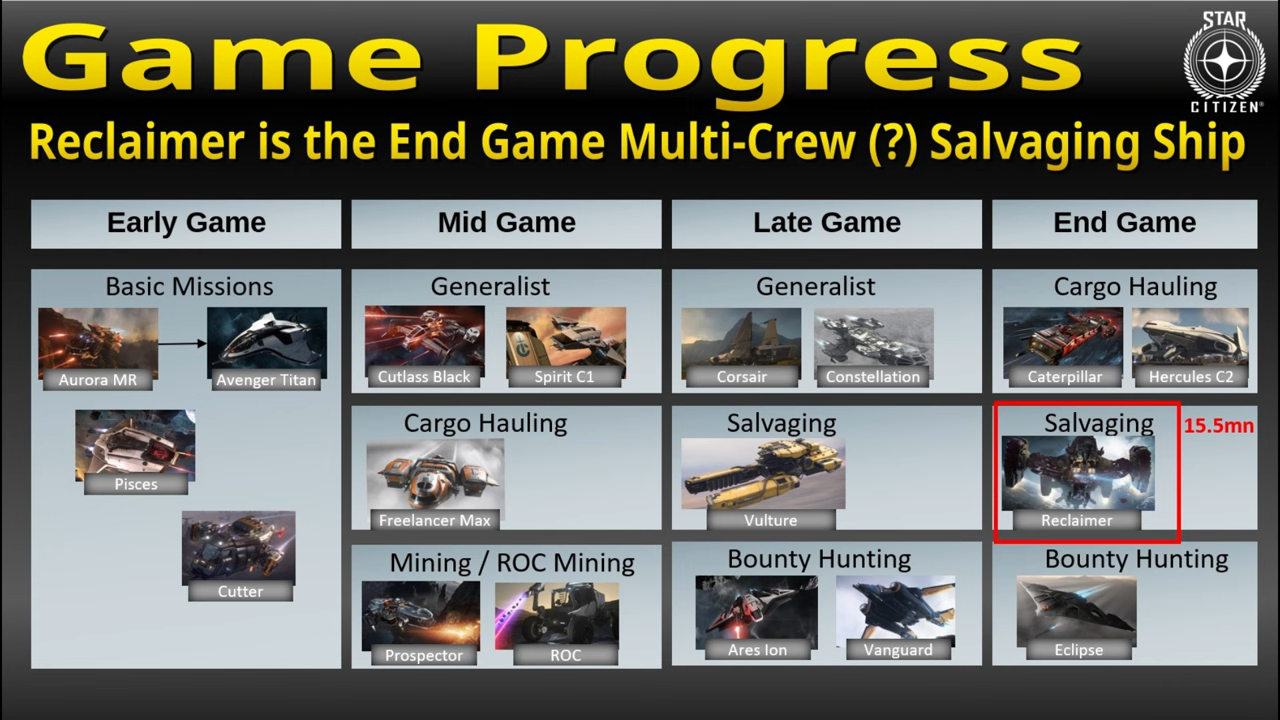 Game Progress
STAR
CITIZEN®
Reclaimer is the End Game Multi-Crew (?) Salvaging Ship
Early Game
Mid Game
Late Game
End Game
Basic Missions
Aurora MR
Avenger Titan
Pisces
Cutter
Generalist
Cutlass Black
Spirit C1
Cargo Hauling
Freelancer Max
Mining / ROC Mining
Prospector
ROC
Generalist
Corsair
Constellation
Salvaging
Vulture
Bounty Hunting
Ares Ion
Vanguard
Cargo Hauling
Caterpillar
Hercules C2
Salvaging
15.5mn
Reclaimer
Bounty Hunting
Eclipse